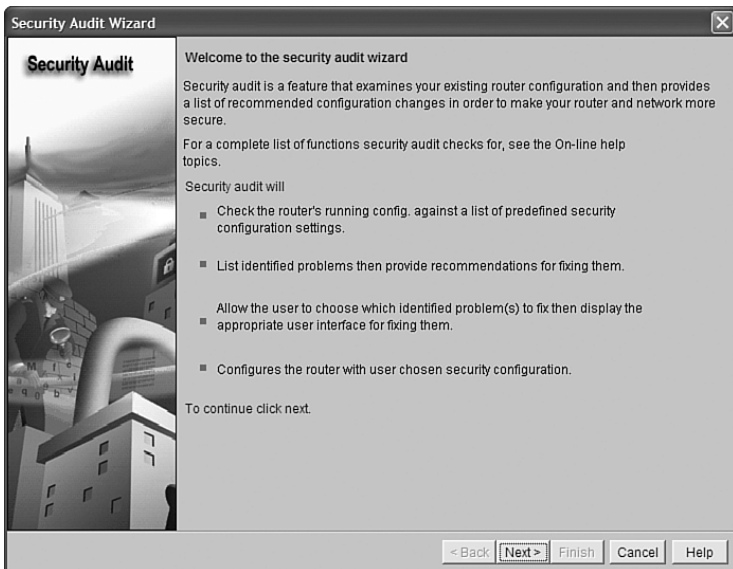 Security Audit Wizard
Security Audit
Welcome to the security audit wizard
Security audit is a feature that examines your existing router configuration and then provides
a list of recommended configuration changes in order to make your router and network more
secure.
For a complete list of functions security audit checks for, see the On-line help
topics.
Security audit will
Check the router's running config. against a list of predefined security
configuration settings.
List identified problems then provide recommendations for fixing them.
Allow the user to choose which identified problem(s) to fix then display the
appropriate user interface for fixing them.
Configures the router with user chosen security configuration.
To continue click next.
< Back Next > Finish Cancel Help